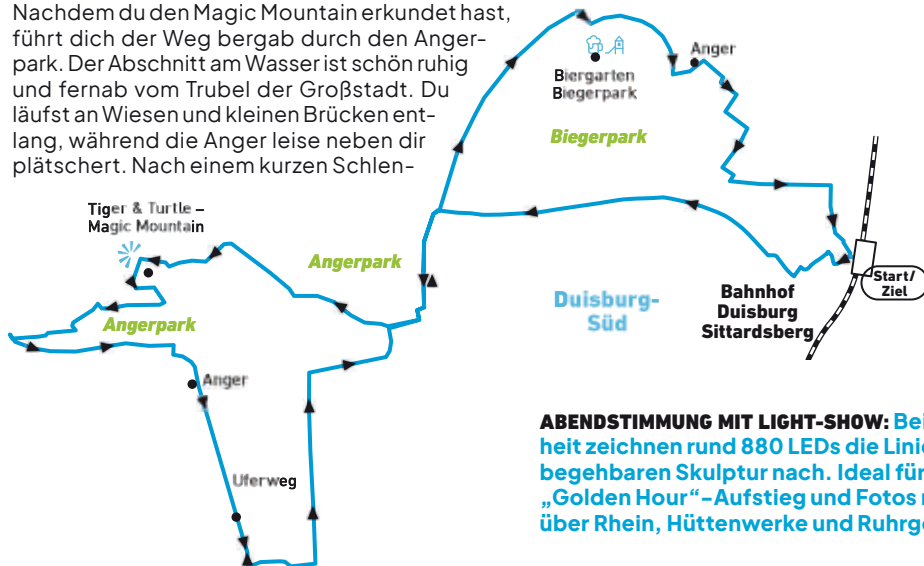 Nachdem du den Magic Mountain erkundet hast,
führt dich der Weg bergab durch den Anger-
park. Der Abschnitt am Wasser ist schön ruhig
und fernab vom Trubel der Großstadt. Du
läufst an Wiesen und kleinen Brücken ent-
lang, während die Anger leise neben dir
plätschert. Nach einem kurzen Schlen-
Biergarten
Biegerpark
Anger
Biegerpark
Tiger & Turtle –
Magic Mountain
Angerpark
Angerpark
Duisburg-
Süd
Bahnhof
Duisburg
Sittardsberg
Start/
Ziel
Anger
Uferweg
ABENDSTIMMUNG MIT LIGHT-SHOW: Bei
heit zeichnen rund 880 LEDs die Linie
begehbaren Skulptur nach. Ideal für
„Golden Hour“-Aufstieg und Fotos
über Rhein, Hüttenwerke und